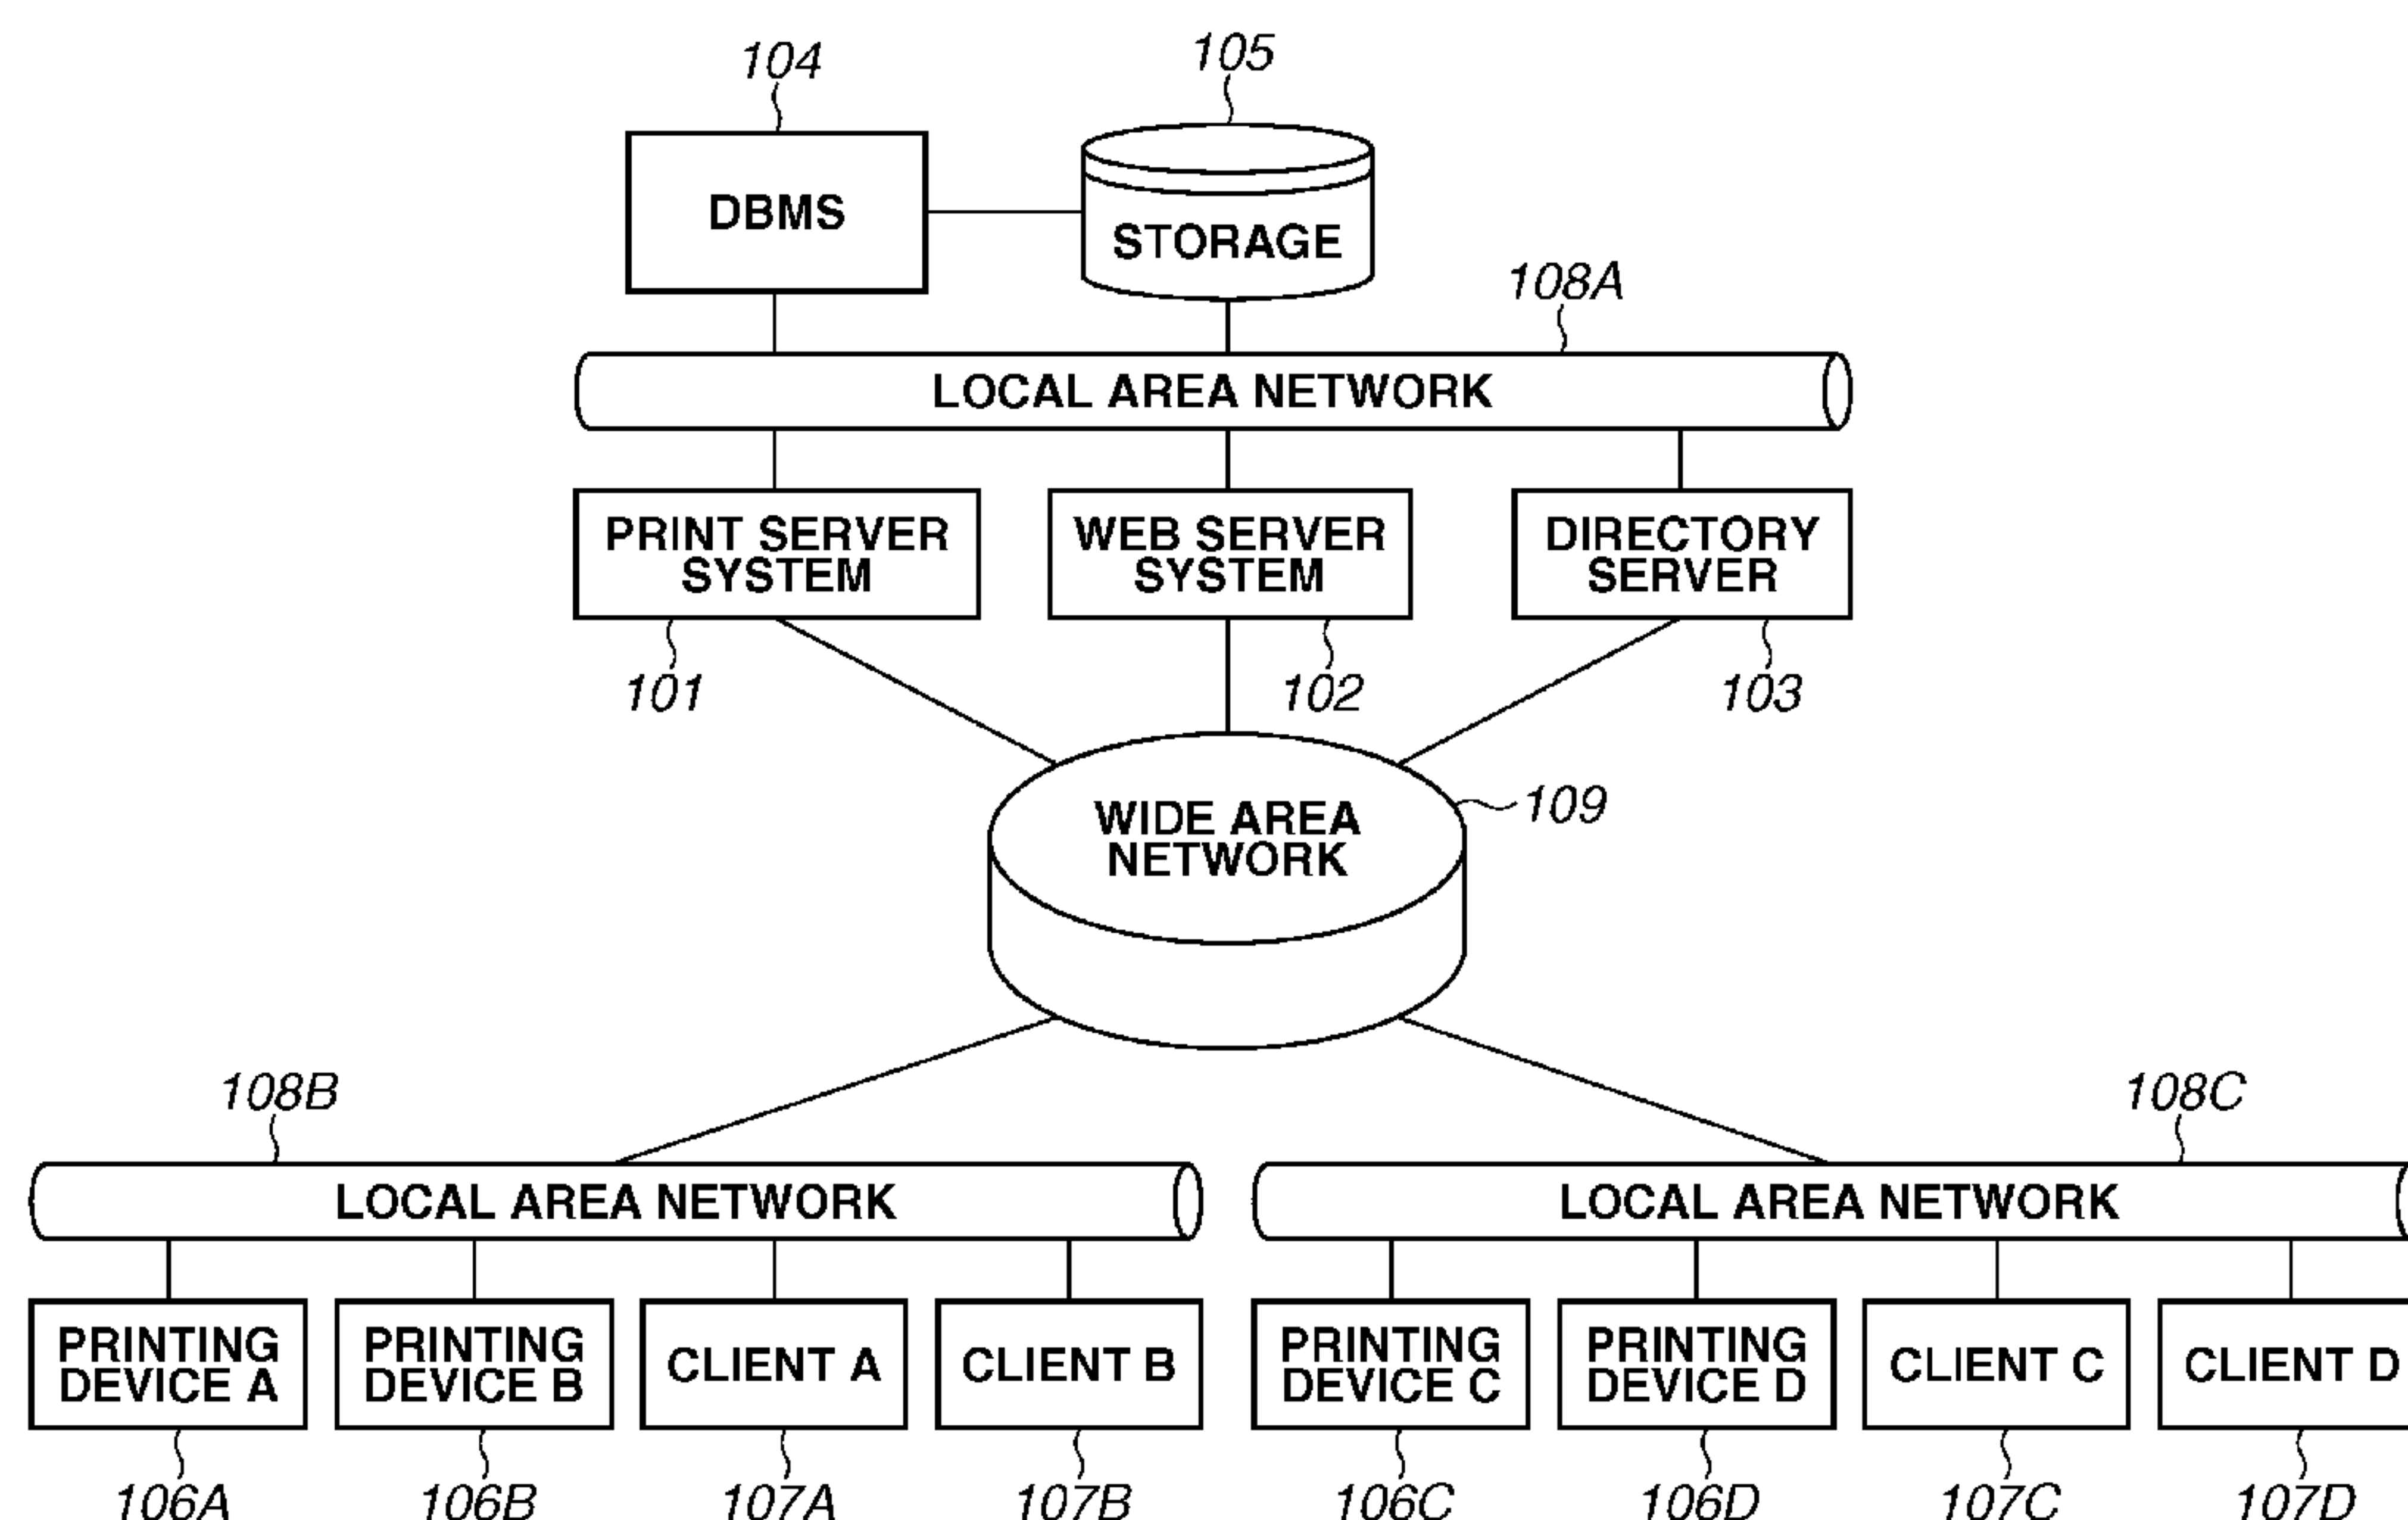 104
105
DBMS
STORAGE
108A
LOCAL AREA NETWORK
PRINT SERVER
SYSTEM
WEB SERVER
SYSTEM
DIRECTORY
SERVER
101
102
103
WIDE AREA
NETWORK
109
108B
108C
LOCAL AREA NETWORK
LOCAL AREA NETWORK
PRINTING
DEVICE A
PRINTING
DEVICE B
CLIENT A
CLIENT B
PRINTING
DEVICE C
PRINTING
DEVICE D
CLIENT C
CLIENT D
106A
106B
107A
107B
106C
106D
107C
107D